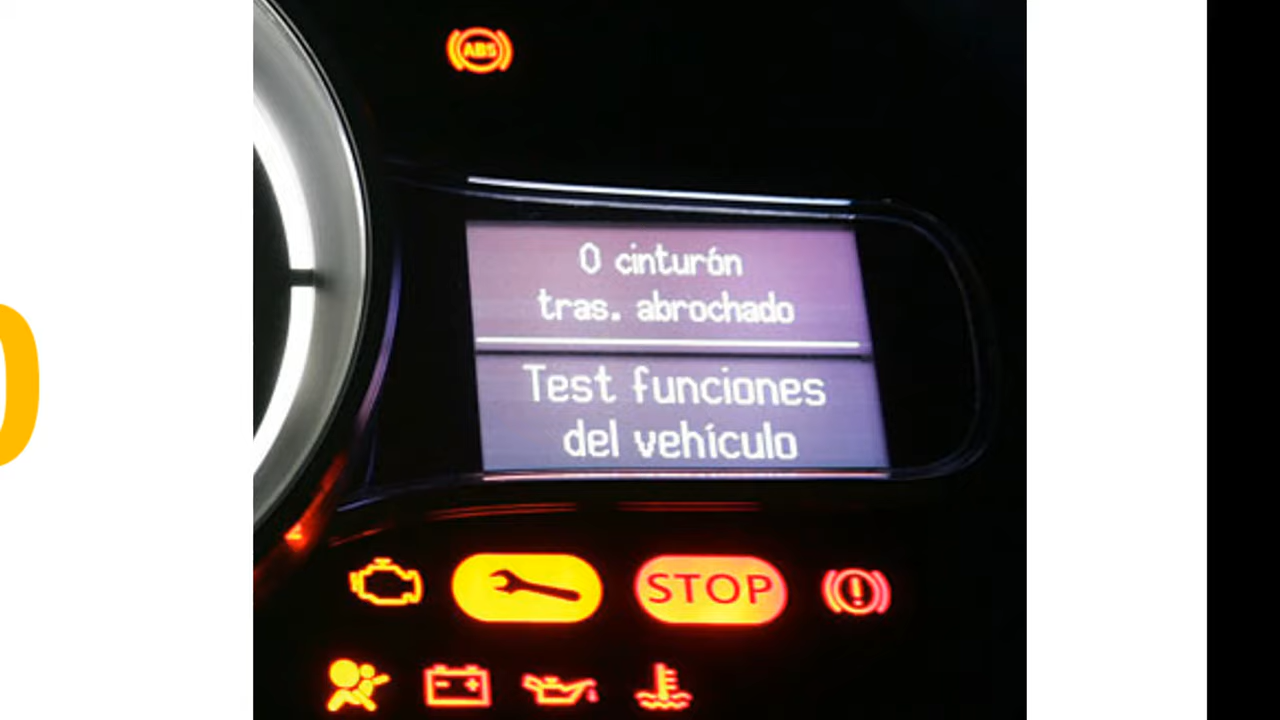 ABS
0 cinturón
tras. abrochado
Test funciones
del vehículo
STOP